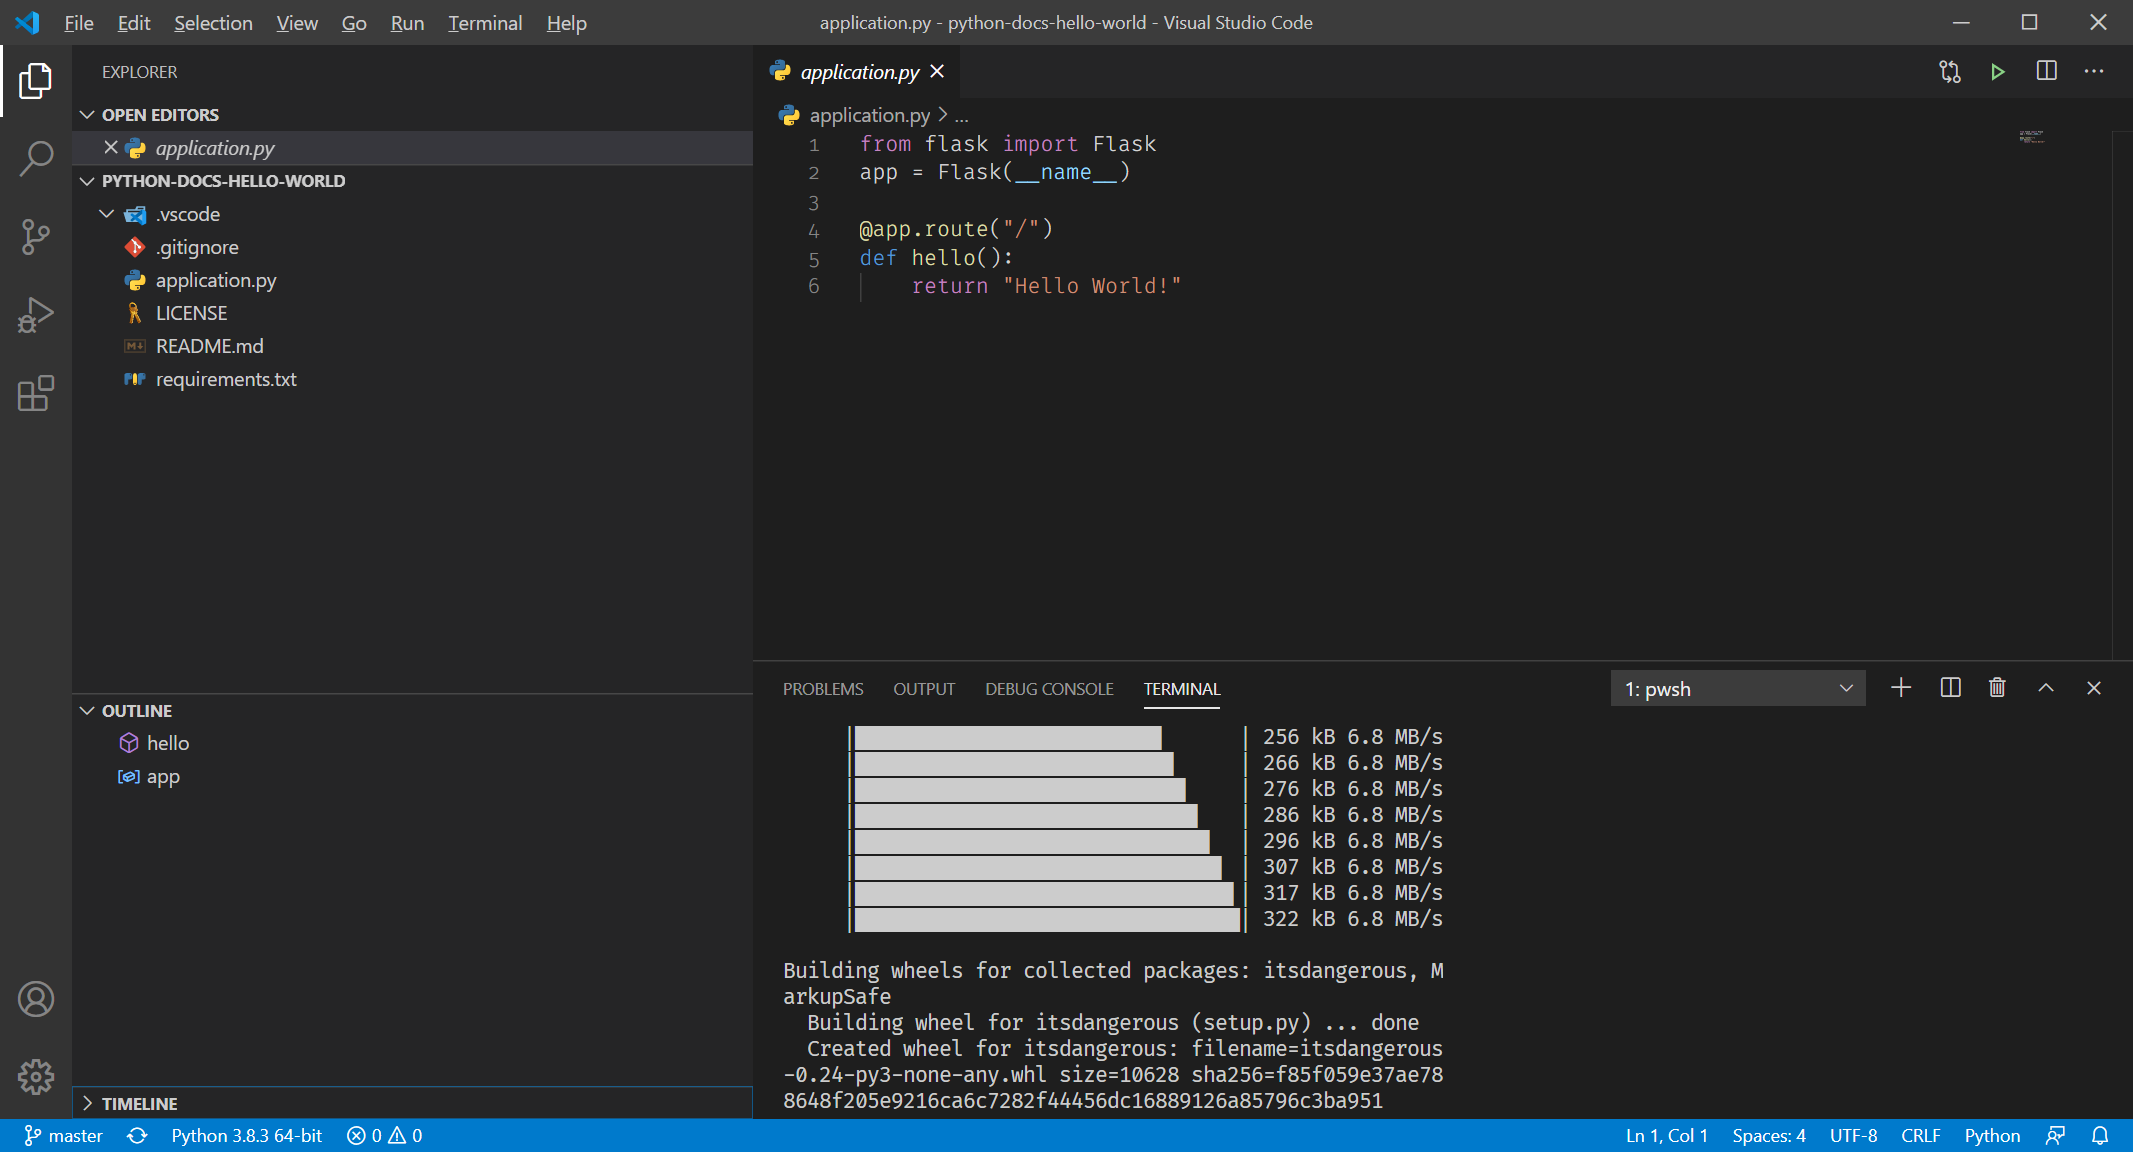 File Edit Selection View Go Run Terminal Help
application.py - python-docs-hello-world - Visual Studio Code
EXPLORER
OPEN EDITORS
application.py
PYTHON-DOCS-HELLO-WORLD
.vscode
.gitignore
application.py
LICENSE
README.md
requirements.txt
OUTLINE
hello
app
TIMELINE
application.py
application.py > ...
1 from flask import Flask
2 app = Flask(__name__)
3
4 @app.route("/")
5 def hello():
6 return "Hello World!"
PROBLEMS OUTPUT DEBUG CONSOLE TERMINAL
1: pwsh
| 256 kB 6.8 MB/s
| 266 kB 6.8 MB/s
| 276 kB 6.8 MB/s
| 286 kB 6.8 MB/s
| 296 kB 6.8 MB/s
| 307 kB 6.8 MB/s
| 317 kB 6.8 MB/s
| 322 kB 6.8 MB/s
Building wheels for collected packages: itsdangerous, M
arkupSafe
Building wheel for itsdangerous (setup.py) ... done
Created wheel for itsdangerous: filename=itsdangerous
-0.24-py3-none-any.whl size=10628 sha256=f85f059e37ae78
8648f205e9216ca6c7282f44456dc16889126a85796c3ba951
master Python 3.8.3 64-bit 0 0 Ln 1, Col 1 Spaces: 4 UTF-8 CRLF Python